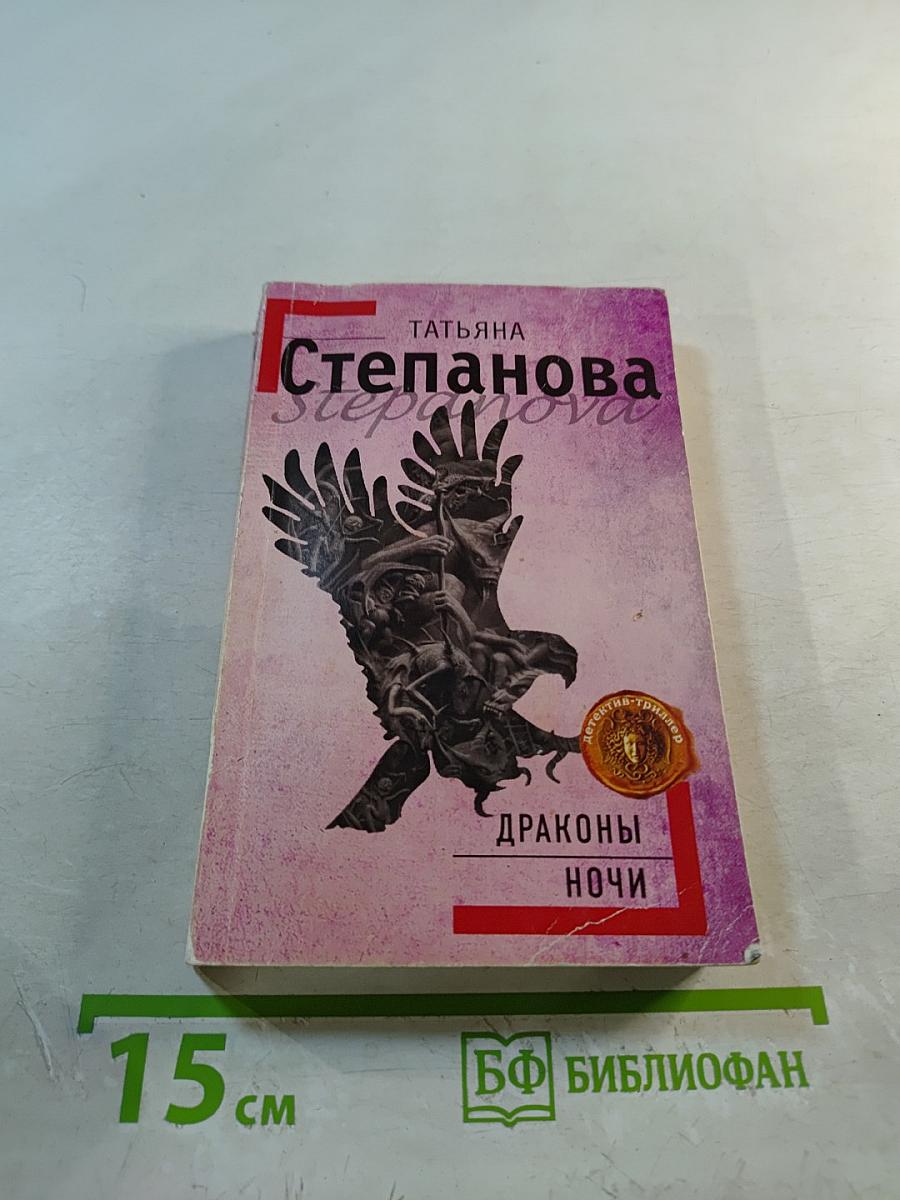 ТАТЬЯНА
Степанова
Stepanova
детектив-триллер
ДРАКОНЫ
НОЧИ
15 см
БФ БИБЛИОФАН